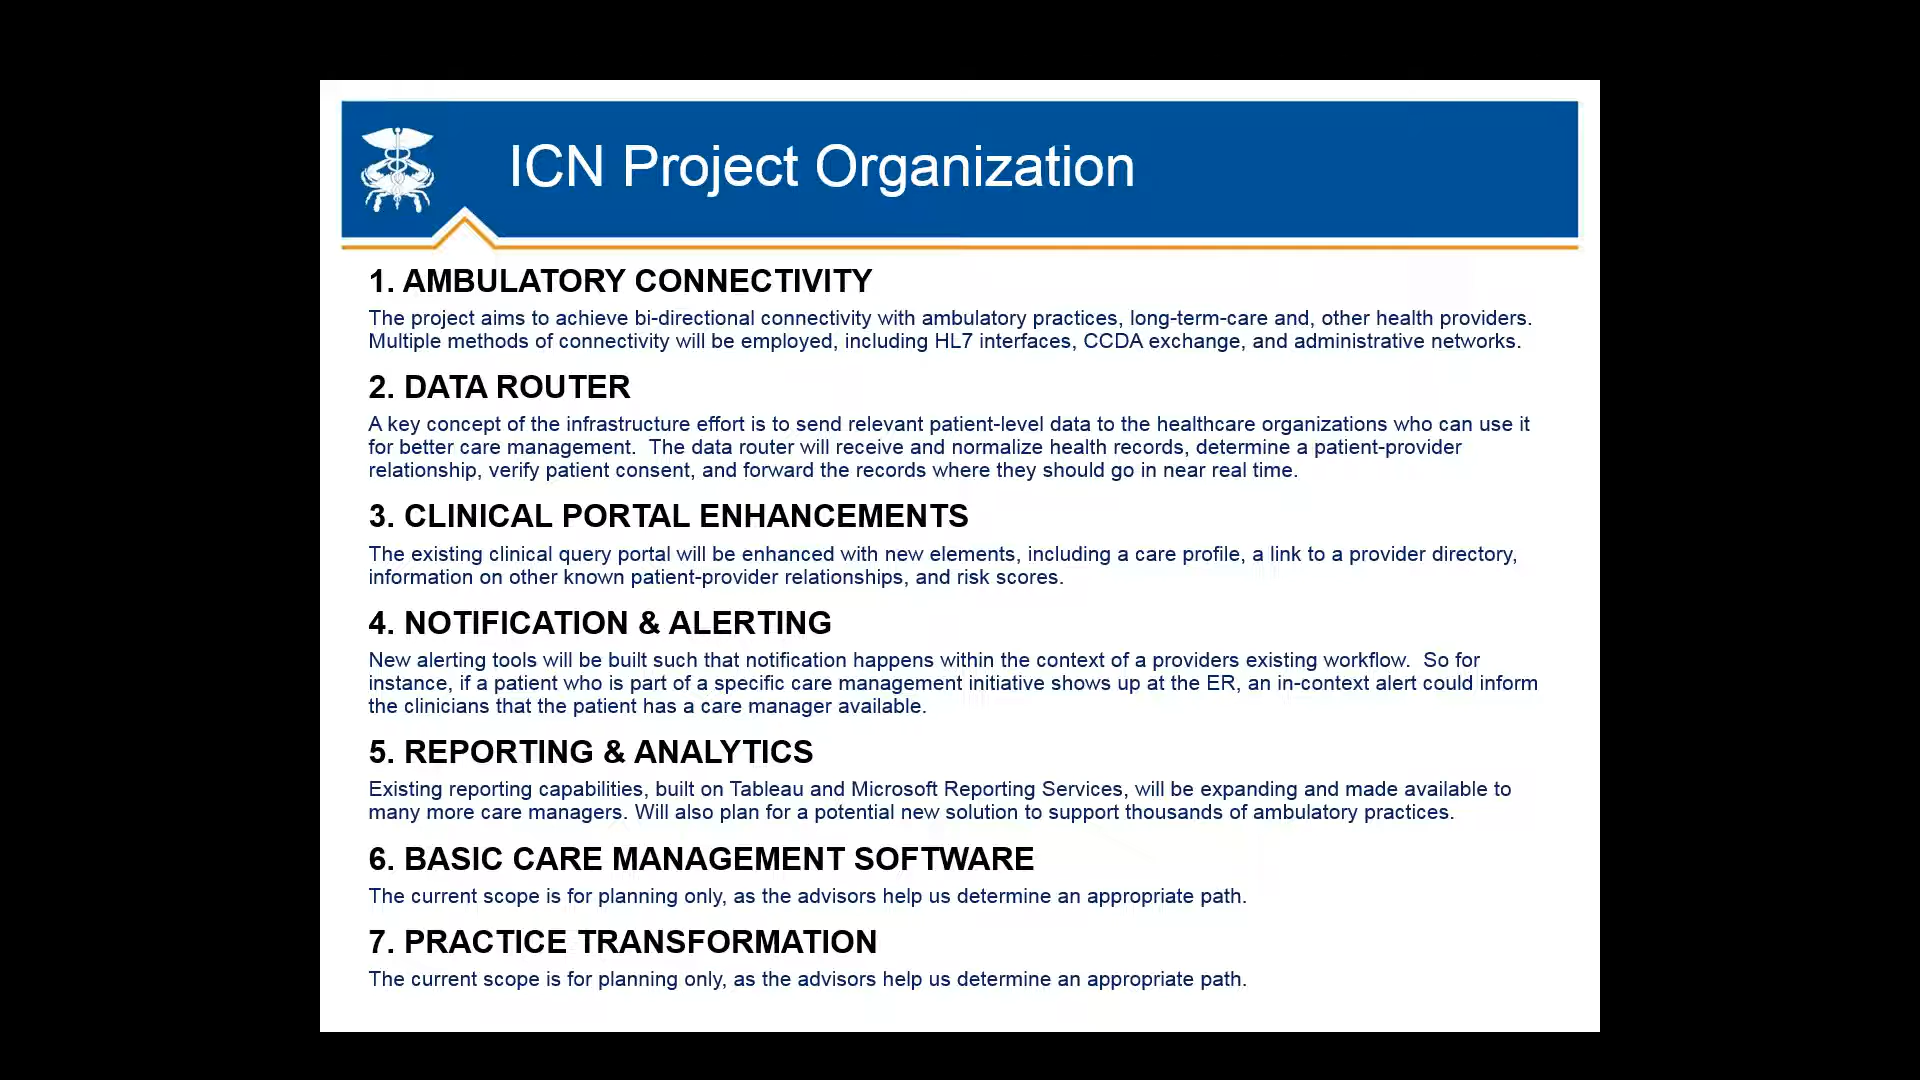 ICN Project Organization
1. AMBULATORY CONNECTIVITY
The project aims to achieve bi-directional connectivity with ambulatory practices, long-term-care and, other health providers.
Multiple methods of connectivity will be employed, including HL7 interfaces, CCDA exchange, and administrative networks.
2. DATA ROUTER
A key concept of the infrastructure effort is to send relevant patient-level data to the healthcare organizations who can use it
for better care management.  The data router will receive and normalize health records, determine a patient-provider
relationship, verify patient consent, and forward the records where they should go in near real time.
3. CLINICAL PORTAL ENHANCEMENTS
The existing clinical query portal will be enhanced with new elements, including a care profile, a link to a provider directory,
information on other known patient-provider relationships, and risk scores.
4. NOTIFICATION & ALERTING
New alerting tools will be built such that notification happens within the context of a providers existing workflow.  So for
instance, if a patient who is part of a specific care management initiative shows up at the ER, an in-context alert could inform
the clinicians that the patient has a care manager available.
5. REPORTING & ANALYTICS
Existing reporting capabilities, built on Tableau and Microsoft Reporting Services, will be expanding and made available to
many more care managers. Will also plan for a potential new solution to support thousands of ambulatory practices.
6. BASIC CARE MANAGEMENT SOFTWARE
The current scope is for planning only, as the advisors help us determine an appropriate path.
7. PRACTICE TRANSFORMATION
The current scope is for planning only, as the advisors help us determine an appropriate path.